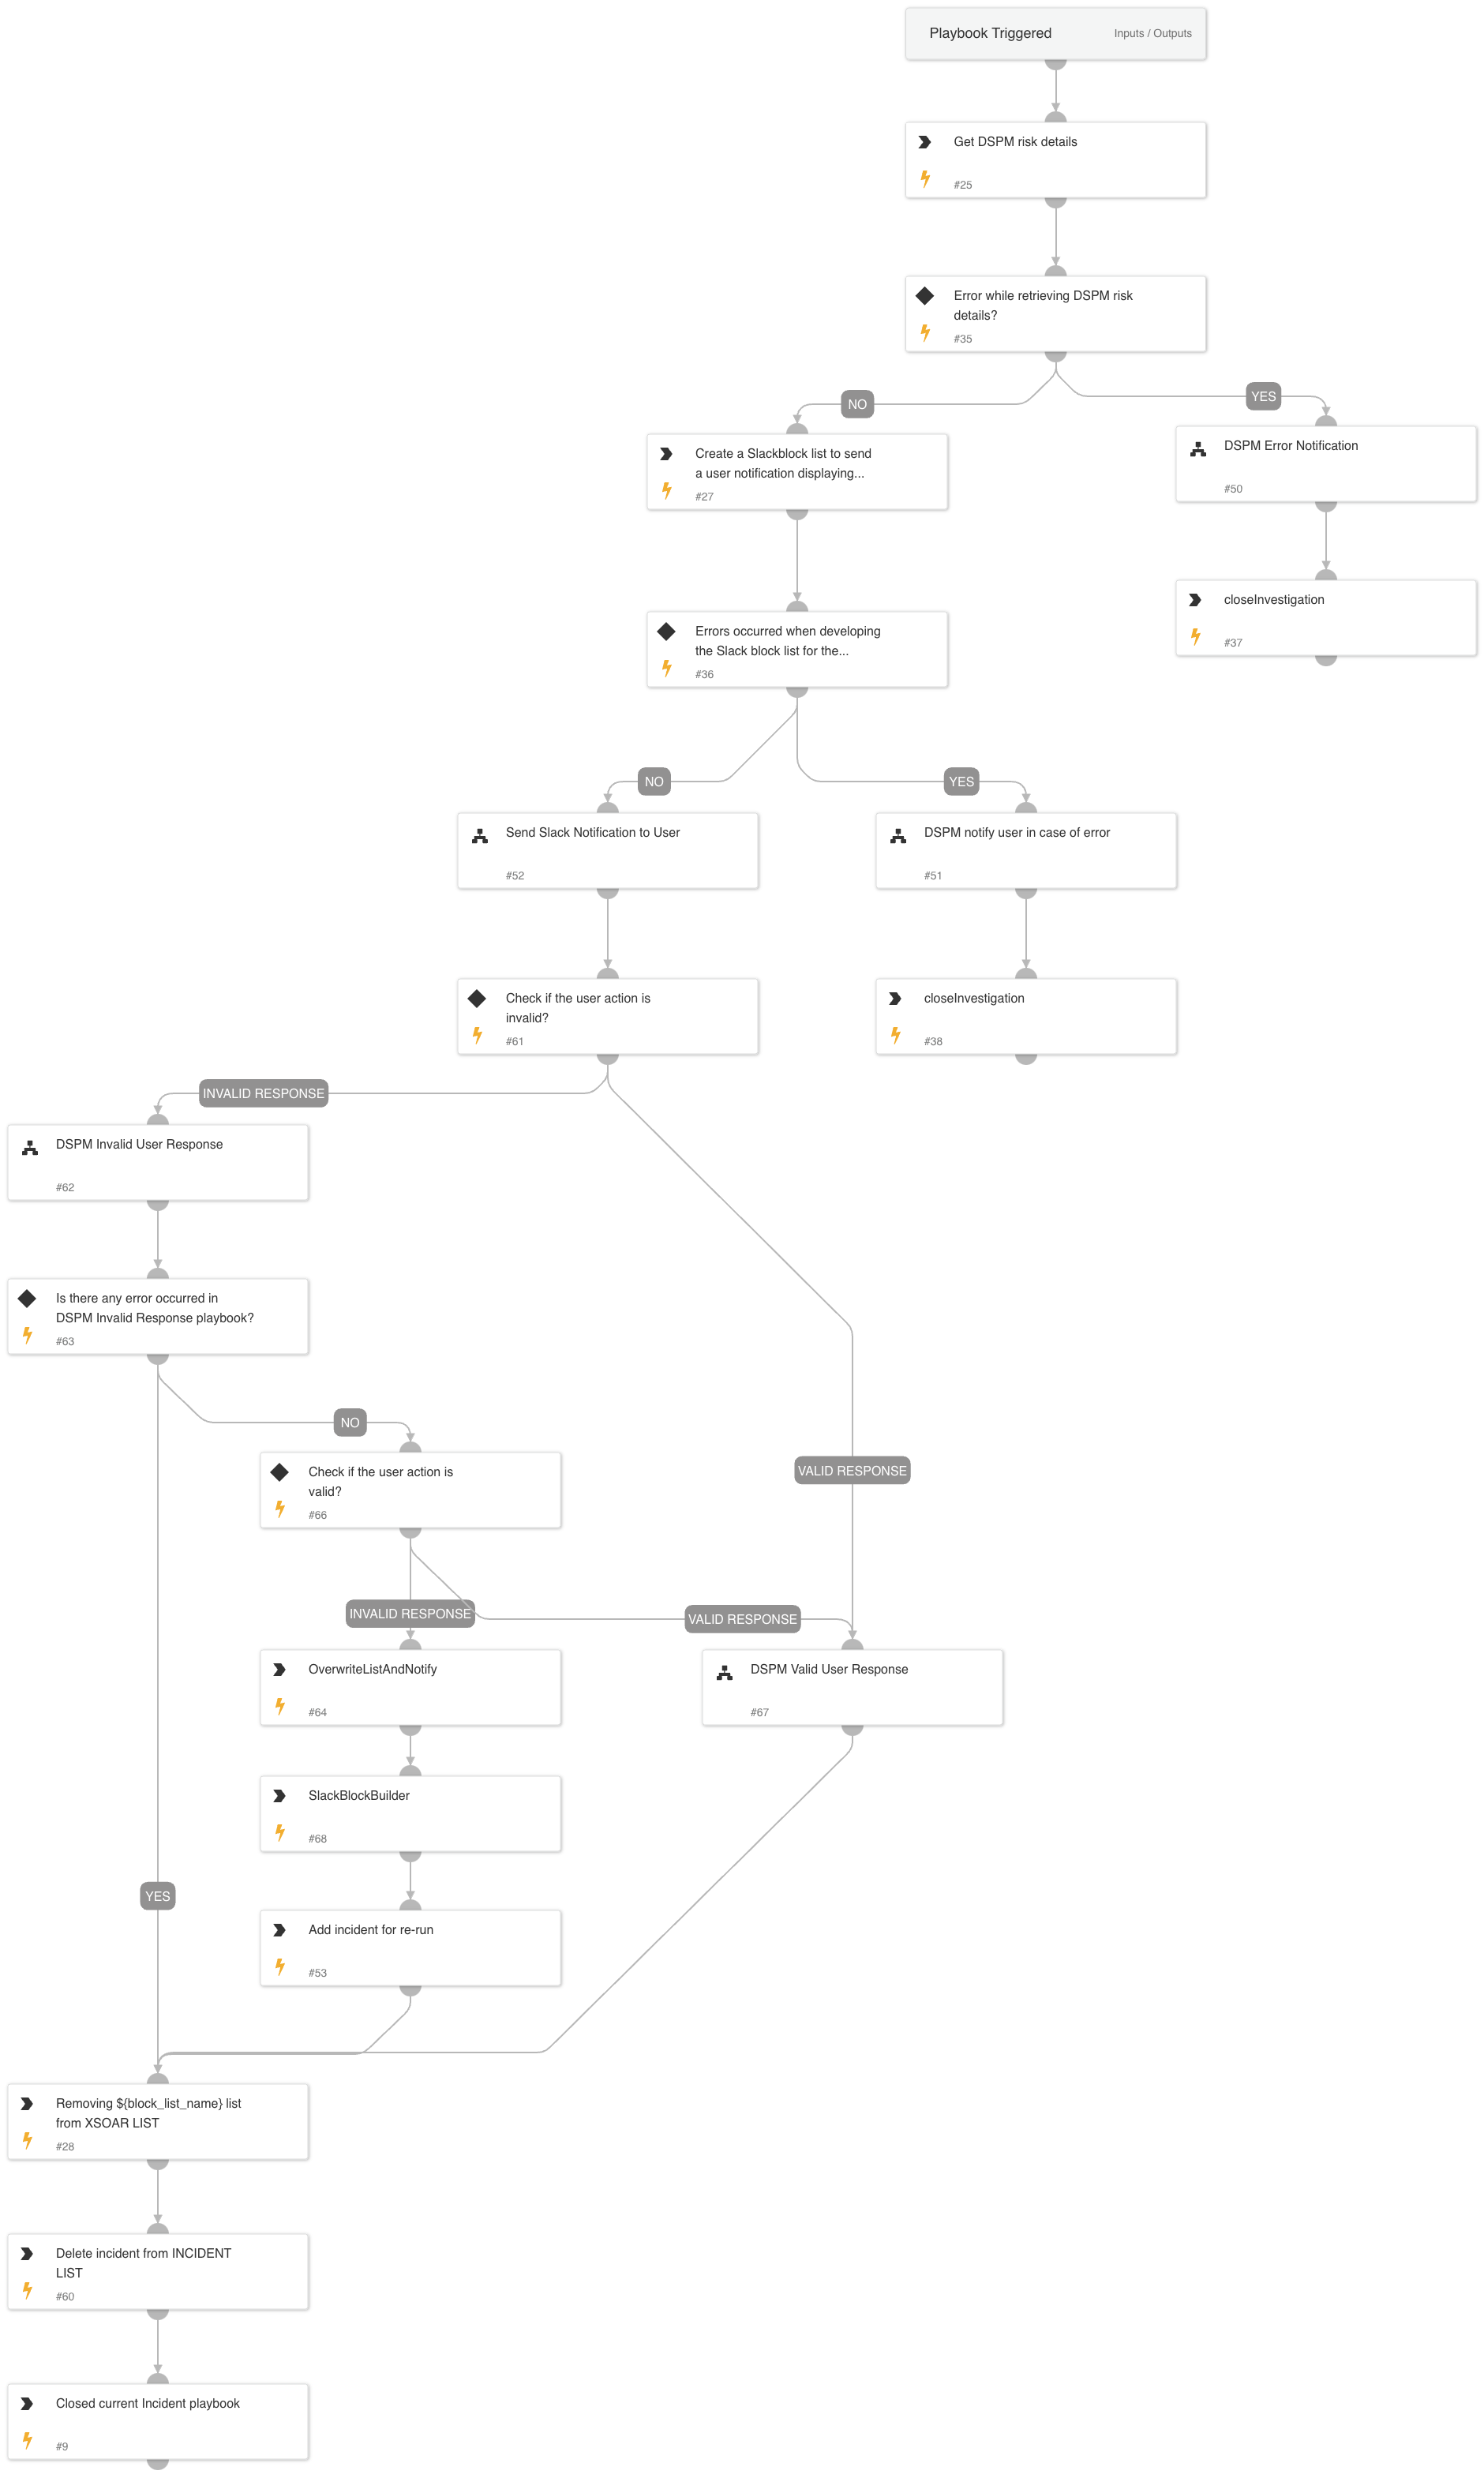 Playbook Triggered
Inputs / Outputs
Get DSPM risk details
#25
Error while retrieving DSPM risk
details?
#35
NO
YES
Create a Slackblock list to send
a user notification displaying...
#27
DSPM Error Notification
#50
Errors occurred when developing
the Slack block list for the...
#36
closeInvestigation
#37
NO
YES
Send Slack Notification to User
#52
DSPM notify user in case of error
#51
Check if the user action is
invalid?
#61
closeInvestigation
#38
INVALID RESPONSE
DSPM Invalid User Response
#62
Is there any error occurred in
DSPM Invalid Response playbook?
#63
NO
Check if the user action is
valid?
#66
VALID RESPONSE
INVALID RESPONSE
VALID RESPONSE
OverwriteListAndNotify
#64
DSPM Valid User Response
#67
SlackBlockBuilder
#68
YES
Add incident for re-run
#53
Removing ${block_list_name} list
from XSOAR LIST
#28
Delete incident from INCIDENT
LIST
#60
Closed current Incident playbook
#9